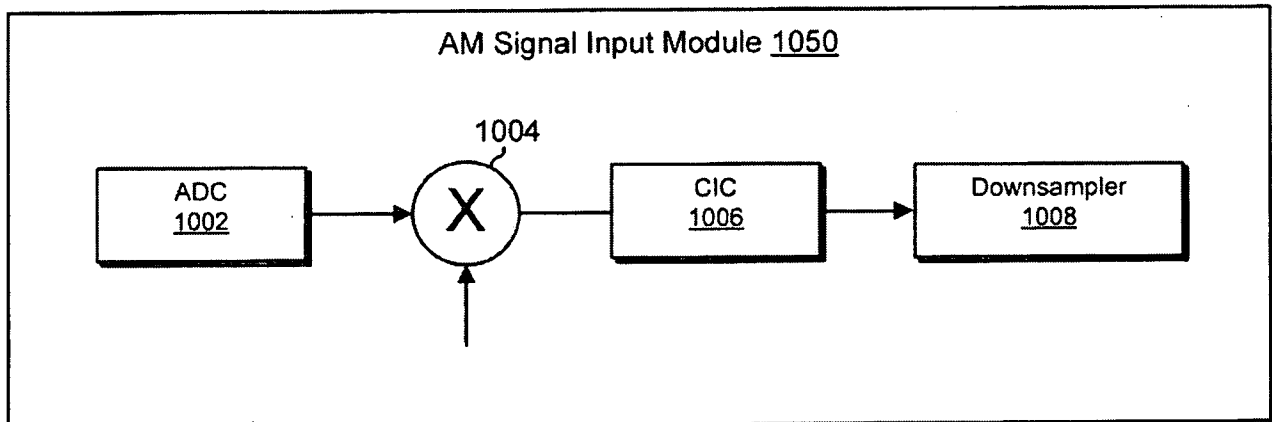 AM Signal Input Module 1050
1004
ADC
1002
X
CIC
1006
Downsampler
1008